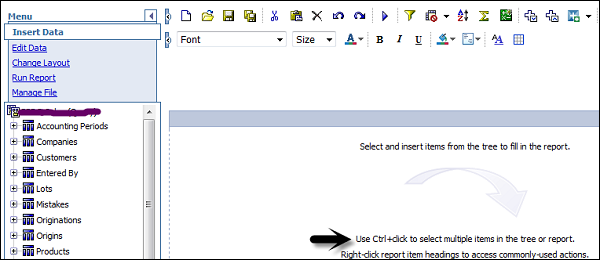 Menu
Insert Data
Edit Data
Change Layout
Run Report
Manage File
Accounting Periods
Companies
Customers
Entered By
Lots
Mistakes
Originations
Origins
Products
Font
Size
A
B
I
U
A
Select and insert items from the tree to fill in the report.
Use Ctrl+click to select multiple items in the tree or report.
Right-click report item headings to access commonly-used actions.